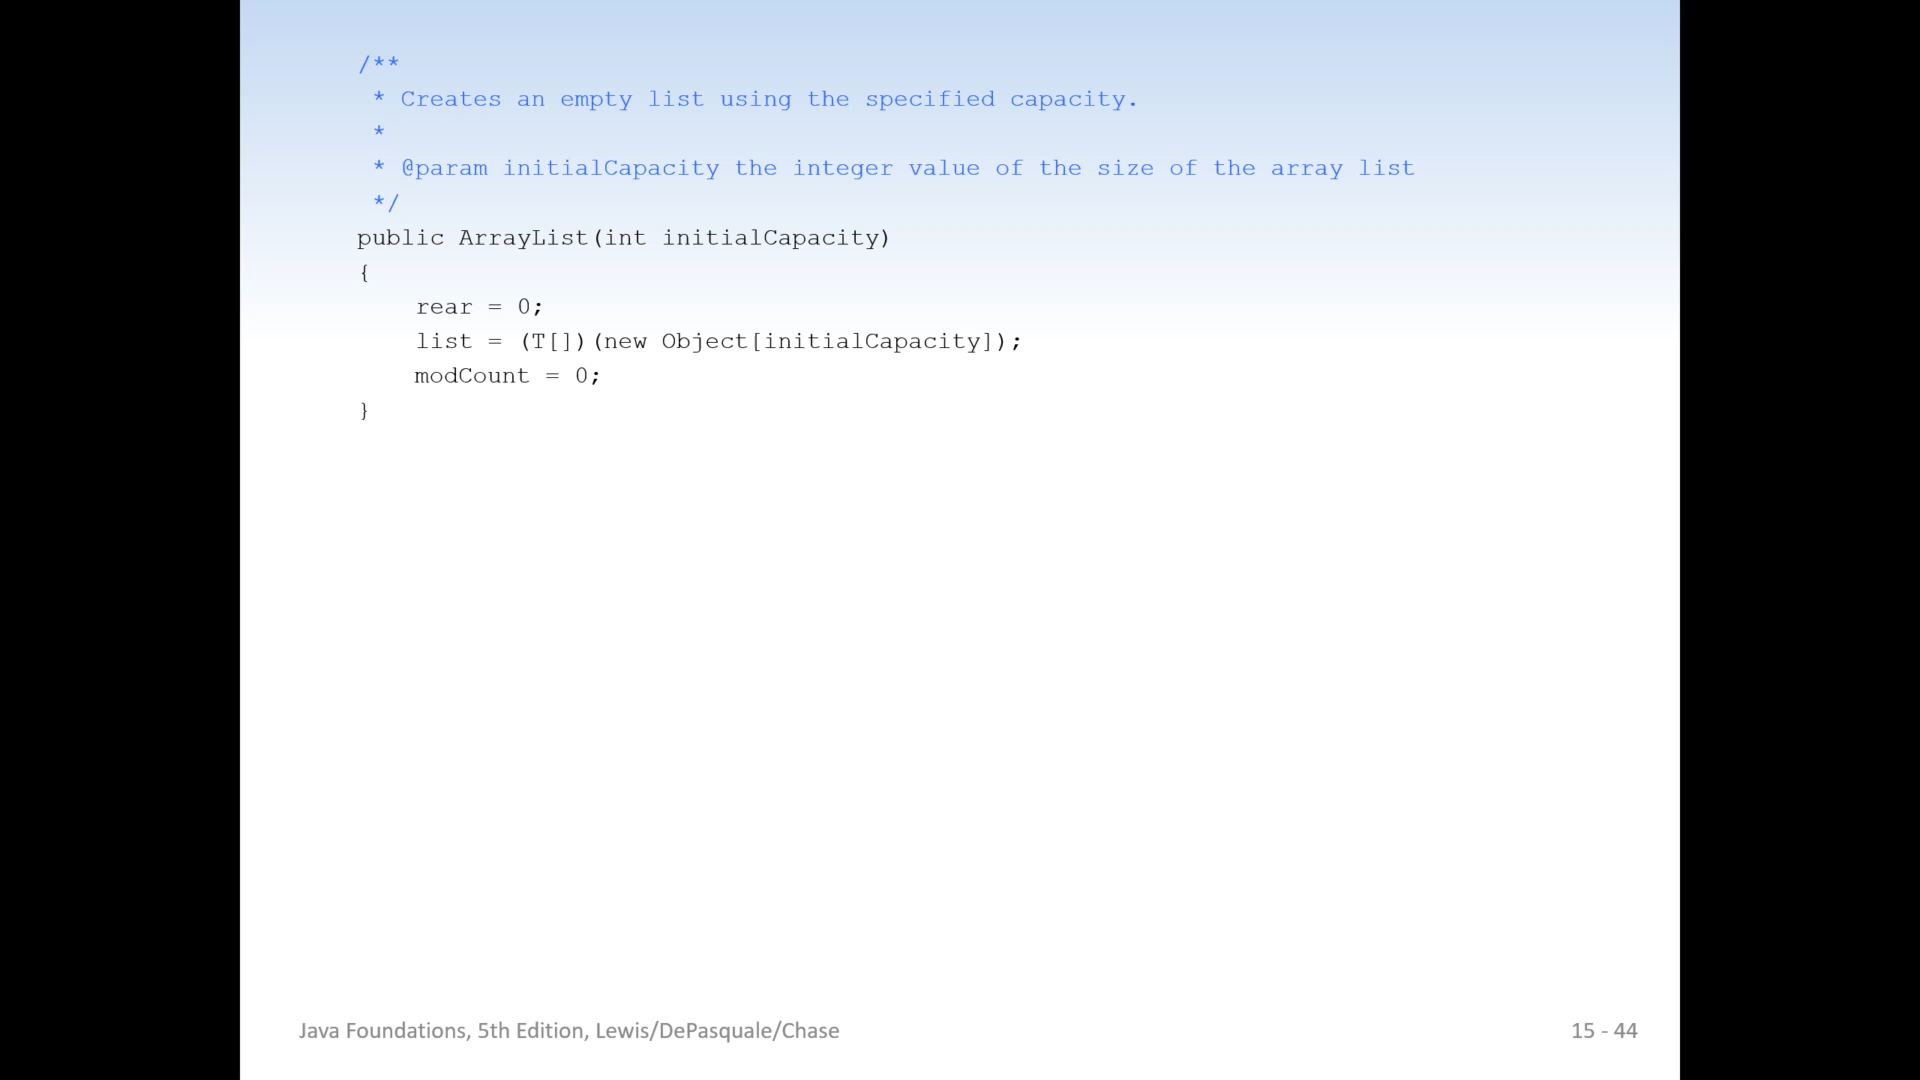 /**
 * Creates an empty list using the specified capacity.
 *
 * @param initialCapacity the integer value of the size of the array list
 */
public ArrayList(int initialCapacity)
{
    rear = 0;
    list = (T[])(new Object[initialCapacity]);
    modCount = 0;
}
Java Foundations, 5th Edition, Lewis/DePasquale/Chase
15 - 44